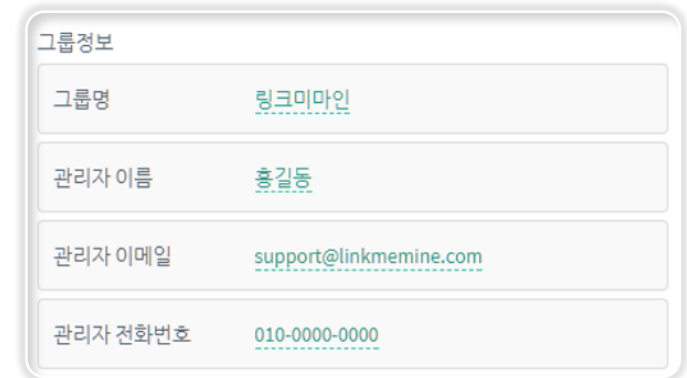 그룹정보
그룹명 링크미마인
관리자 이름 홍길동
관리자 이메일 support@linkmemine.com
관리자 전화번호 010-0000-0000